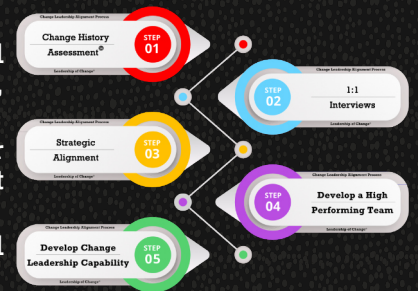 Change Leadership Alignment Process
Change History
Assessment℠
STEP
01
Leadership of Change®
Change Leadership Alignment Process
STEP
02
1:1
Interviews
Leadership of Change®
Change Leadership Alignment Process
Strategic
Alignment
STEP
03
Leadership of Change®
Change Leadership Alignment Process
STEP
04
Develop a High
Performing Team
Leadership of Change®
Change Leadership Alignment Process
Develop Change
Leadership Capability
STEP
05
Leadership of Change®